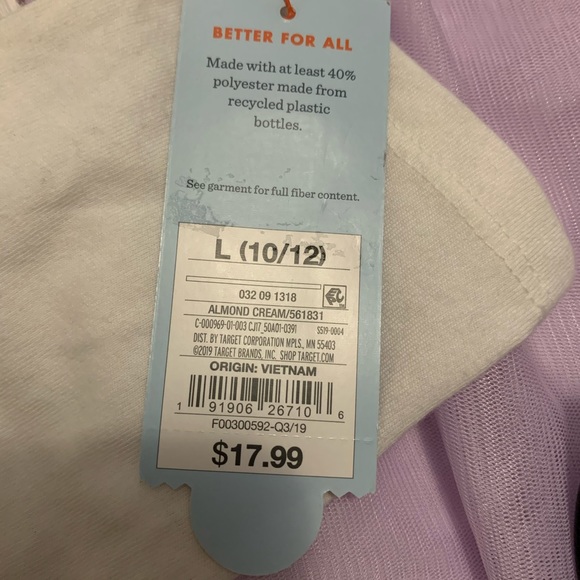 BETTER FOR ALL
Made with at least 40%
polyester made from
recycled plastic
bottles.
See garment for full fiber content.
L (10/12)
032 09 1318
ALMOND CREAM/561831
C-000969-01-003 CJ17_50A01-0391 SS19-0004
DIST. BY TARGET CORPORATION MPLS., MN 55403
©2019 TARGET BRANDS, INC. SHOP TARGET.COM
ORIGIN: VIETNAM
1 91906 26710 6
F00300592-Q3/19
$17.99